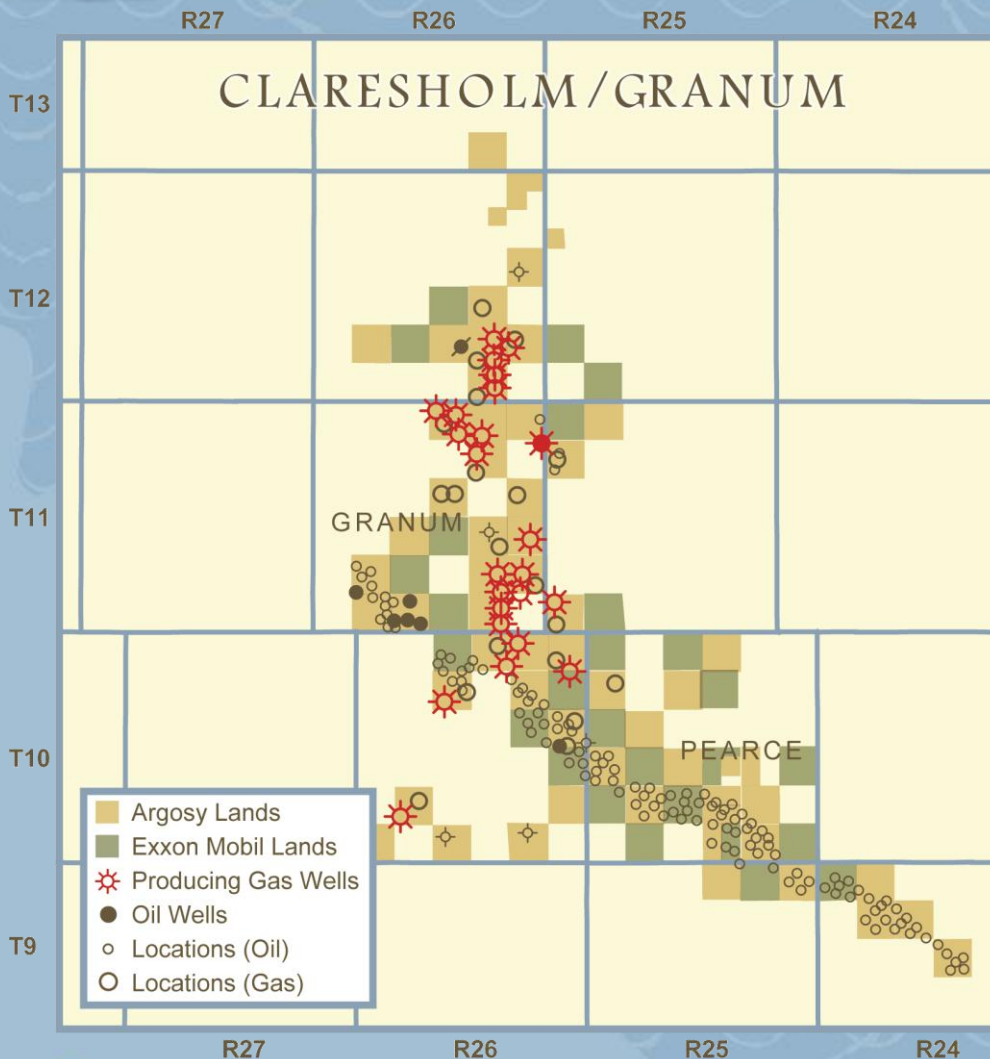 R27 R26 R25 R24
CLARESHOLM/GRANUM
T13
T12
T11
GRANUM
T10
PEARCE
Argosy Lands
Exxon Mobil Lands
Producing Gas Wells
Oil Wells
Locations (Oil)
Locations (Gas)
T9
R27 R26 R25 R24